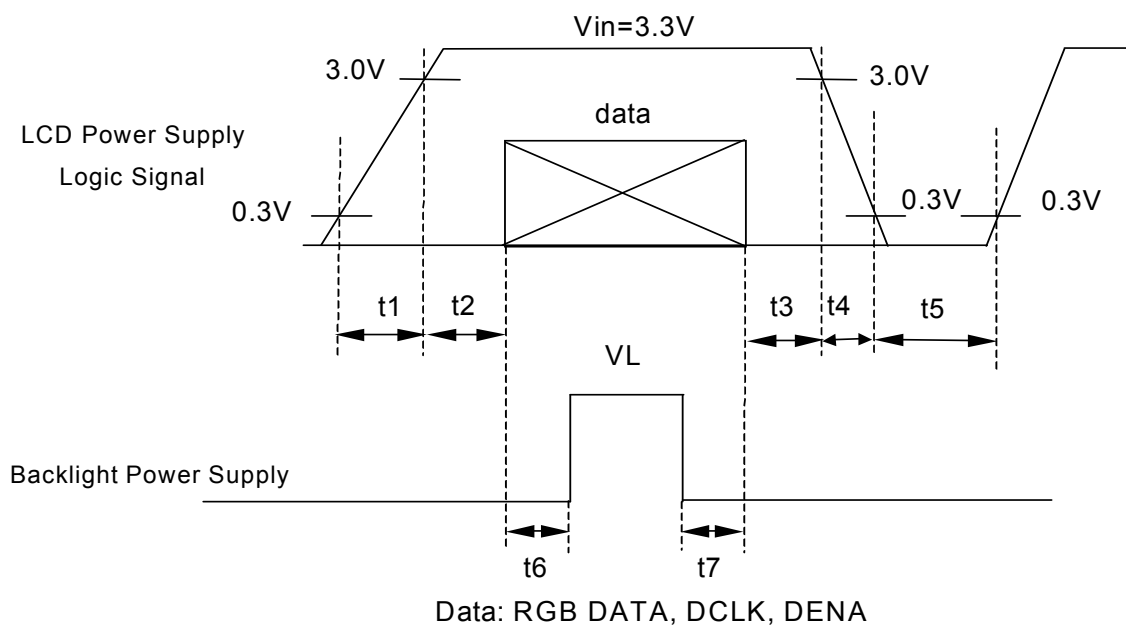 Vin=3.3V
3.0V
3.0V
data
LCD Power Supply
Logic Signal
0.3V
0.3V
0.3V
t1
t2
t3
t4
t5
VL
Backlight Power Supply
t6
t7
Data: RGB DATA, DCLK, DENA